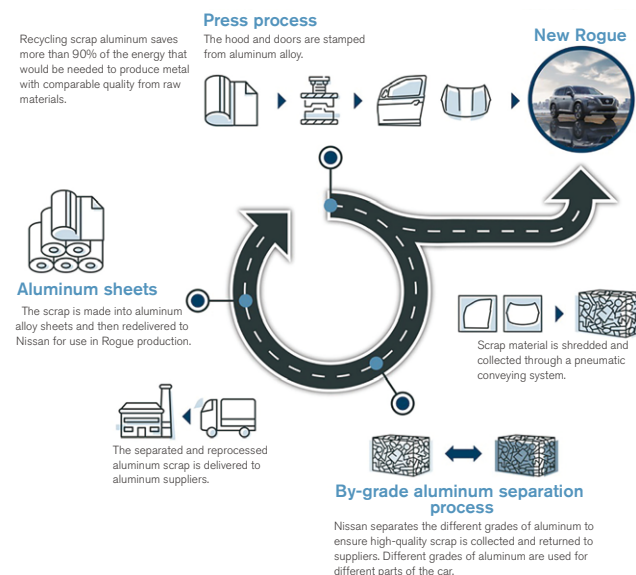 Press process
The hood and doors are stamped
from aluminum alloy.
Recycling scrap aluminum saves
more than 90% of the energy that
would be needed to produce metal
with comparable quality from raw
materials.
New Rogue
Aluminum sheets
The scrap is made into aluminum
alloy sheets and then redelivered to
Nissan for use in Rogue production.
Scrap material is shredded and
collected through a pneumatic
conveying system.
The separated and reprocessed
aluminum scrap is delivered to
aluminum suppliers.
By-grade aluminum separation
process
Nissan separates the different grades of aluminum to
ensure high-quality scrap is collected and returned to
suppliers. Different grades of aluminum are used for
different parts of the car.